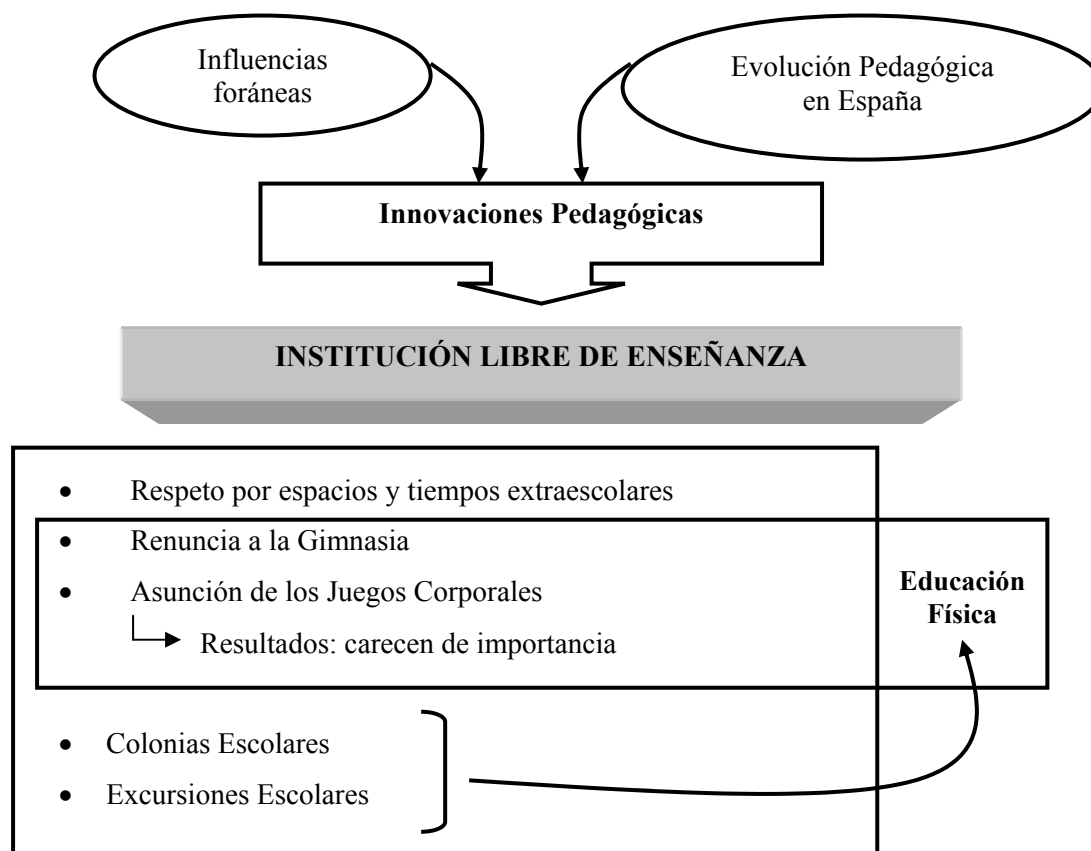 Influencias
foráneas
Evolución Pedagógica
en España
Innovaciones Pedagógicas
INSTITUCIÓN LIBRE DE ENSEÑANZA
• Respeto por espacios y tiempos extraescolares
• Renuncia a la Gimnasia
• Asunción de los Juegos Corporales
Resultados: carecen de importancia
Educación
Física
• Colonias Escolares
• Excursiones Escolares